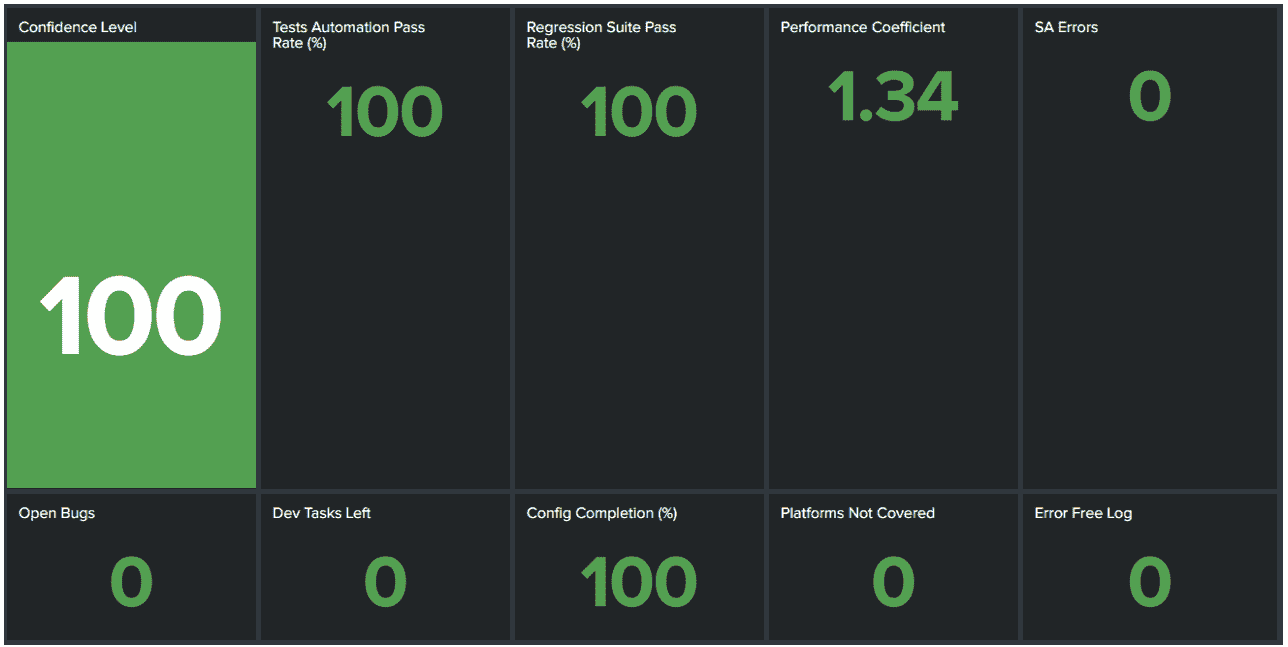 Confidence Level
100
Tests Automation Pass
Rate (%)
100
Regression Suite Pass
Rate (%)
100
Performance Coefficient
1.34
SA Errors
0
Open Bugs
0
Dev Tasks Left
0
Config Completion (%)
100
Platforms Not Covered
0
Error Free Log
0